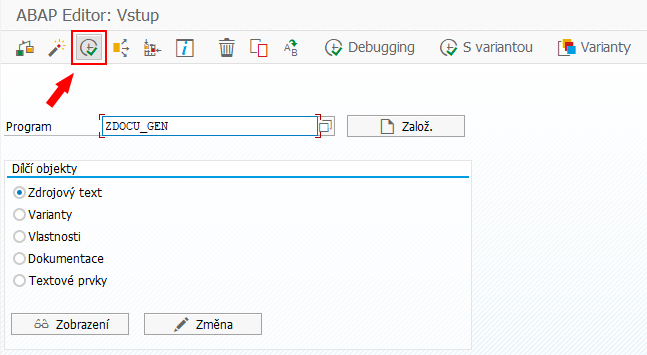 ABAP Editor: Vstup
Debugging S variantou Varianty
Program ZDOCU_GEN Založ.
Dílčí objekty
Zdrojový text
Varianty
Vlastnosti
Dokumentace
Textové prvky
Zobrazení Změna